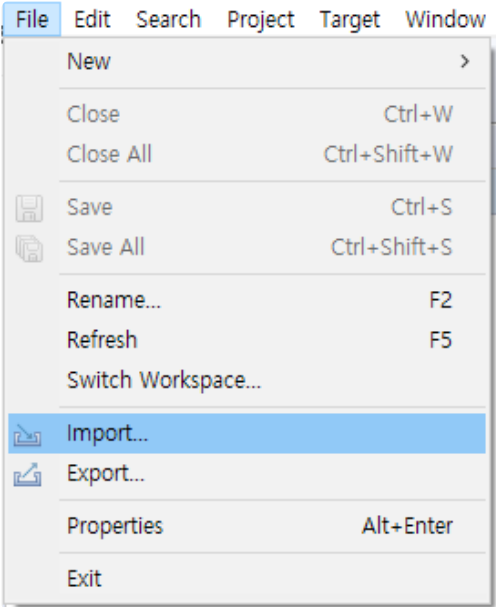 File Edit Search Project Target Window
New >
Close Ctrl+W
Close All Ctrl+Shift+W
Save Ctrl+S
Save All Ctrl+Shift+S
Rename... F2
Refresh F5
Switch Workspace...
Import...
Export...
Properties Alt+Enter
Exit